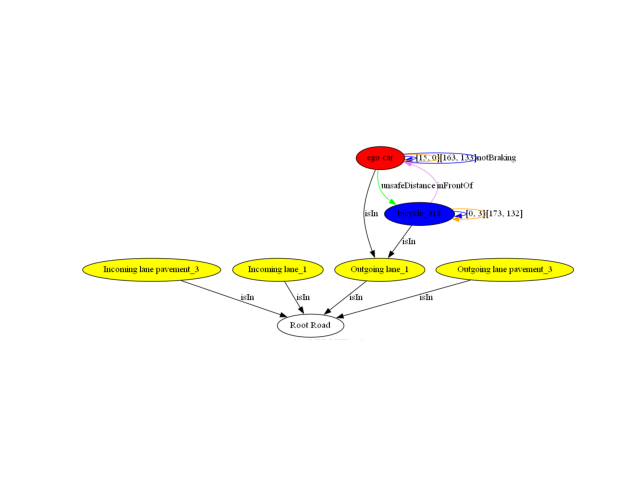 ego car
[15, 0][163, 133]notBraking
unsafeDistance inFrontOf
[0, 3][173, 132]
isIn
isIn
Incoming lane pavement_3 Incoming lane_1 Outgoing lane_1 Outgoing lane pavement_3
isIn isIn isIn isIn
Root Road